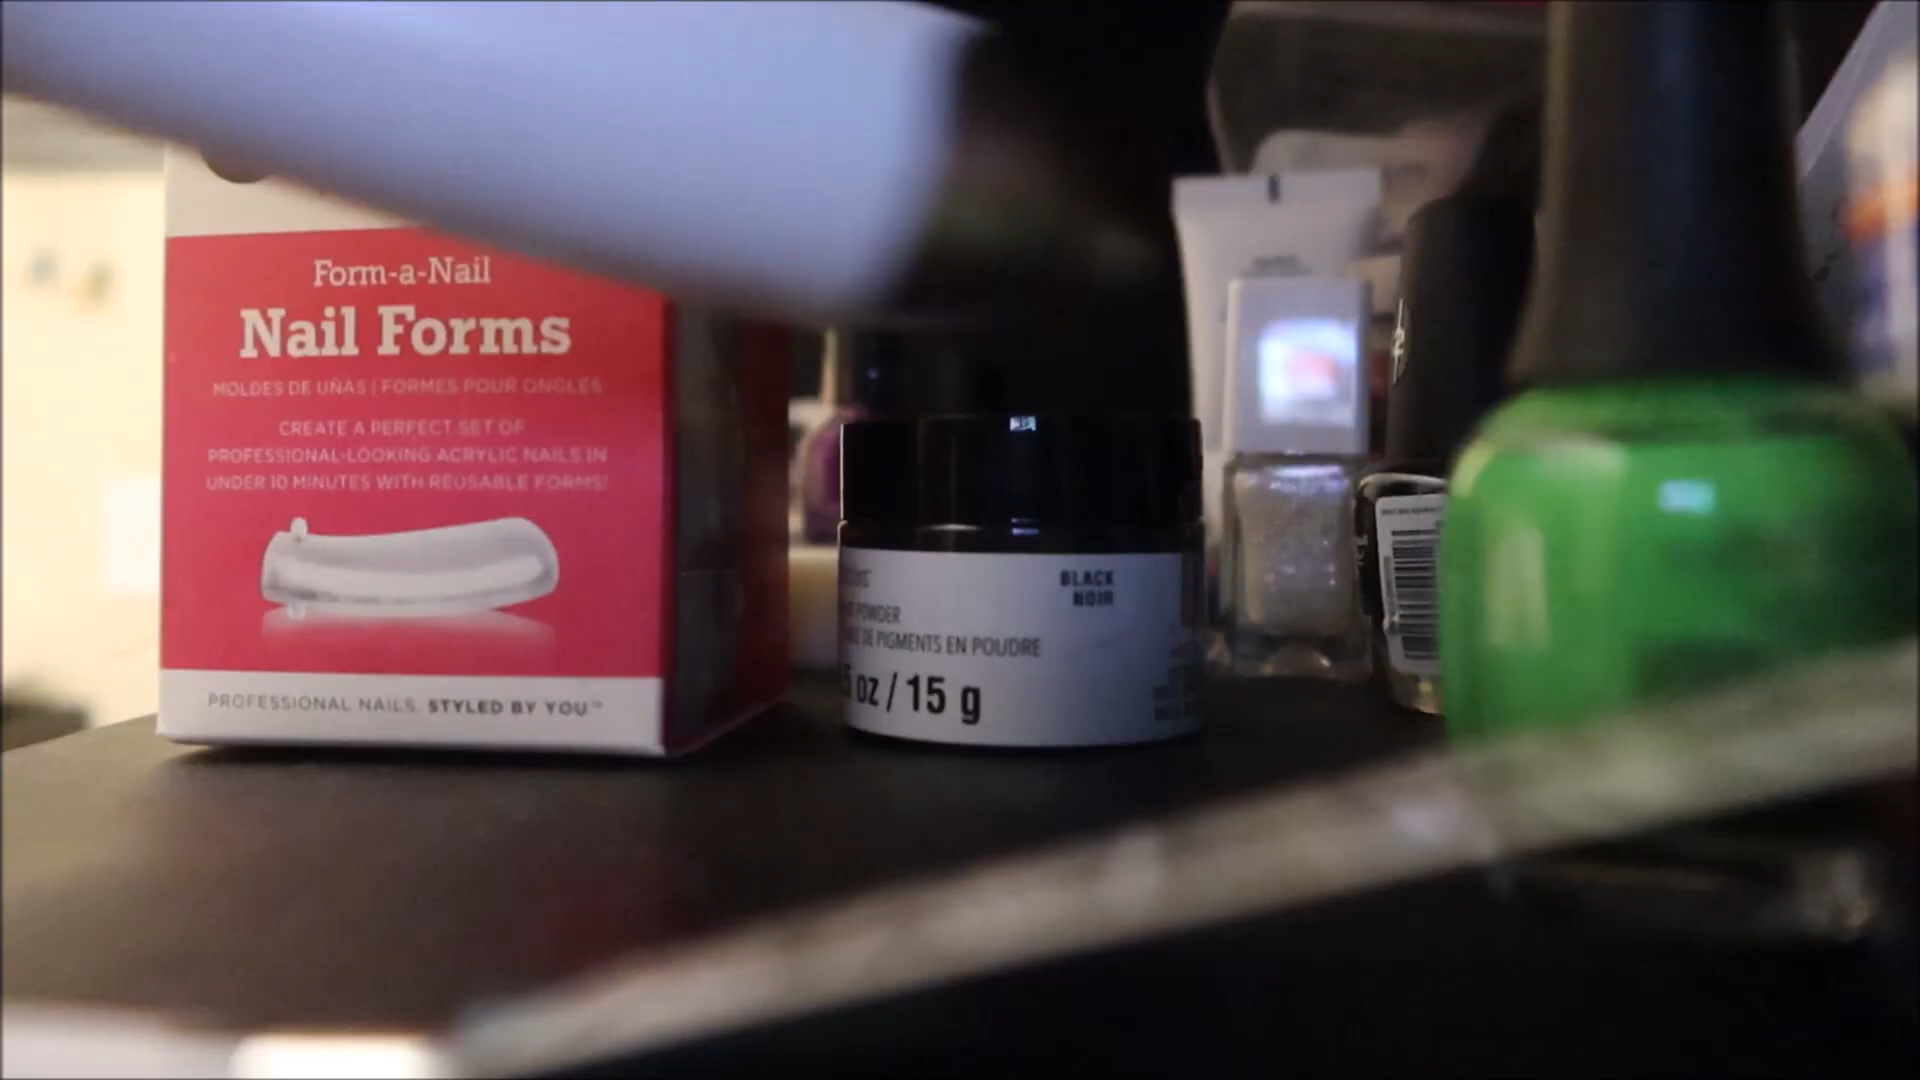 Form-a-Nail
Nail Forms
MOLDES DE UÑAS | FORMES POUR ONGLES
CREATE A PERFECT SET OF
PROFESSIONAL-LOOKING ACRYLIC NAILS IN
UNDER 10 MINUTES WITH REUSABLE FORMS!
PROFESSIONAL NAILS. STYLED BY YOU™
BLACK
NOIR
POWDER
DE PIGMENTS EN POUDRE
oz / 15 g